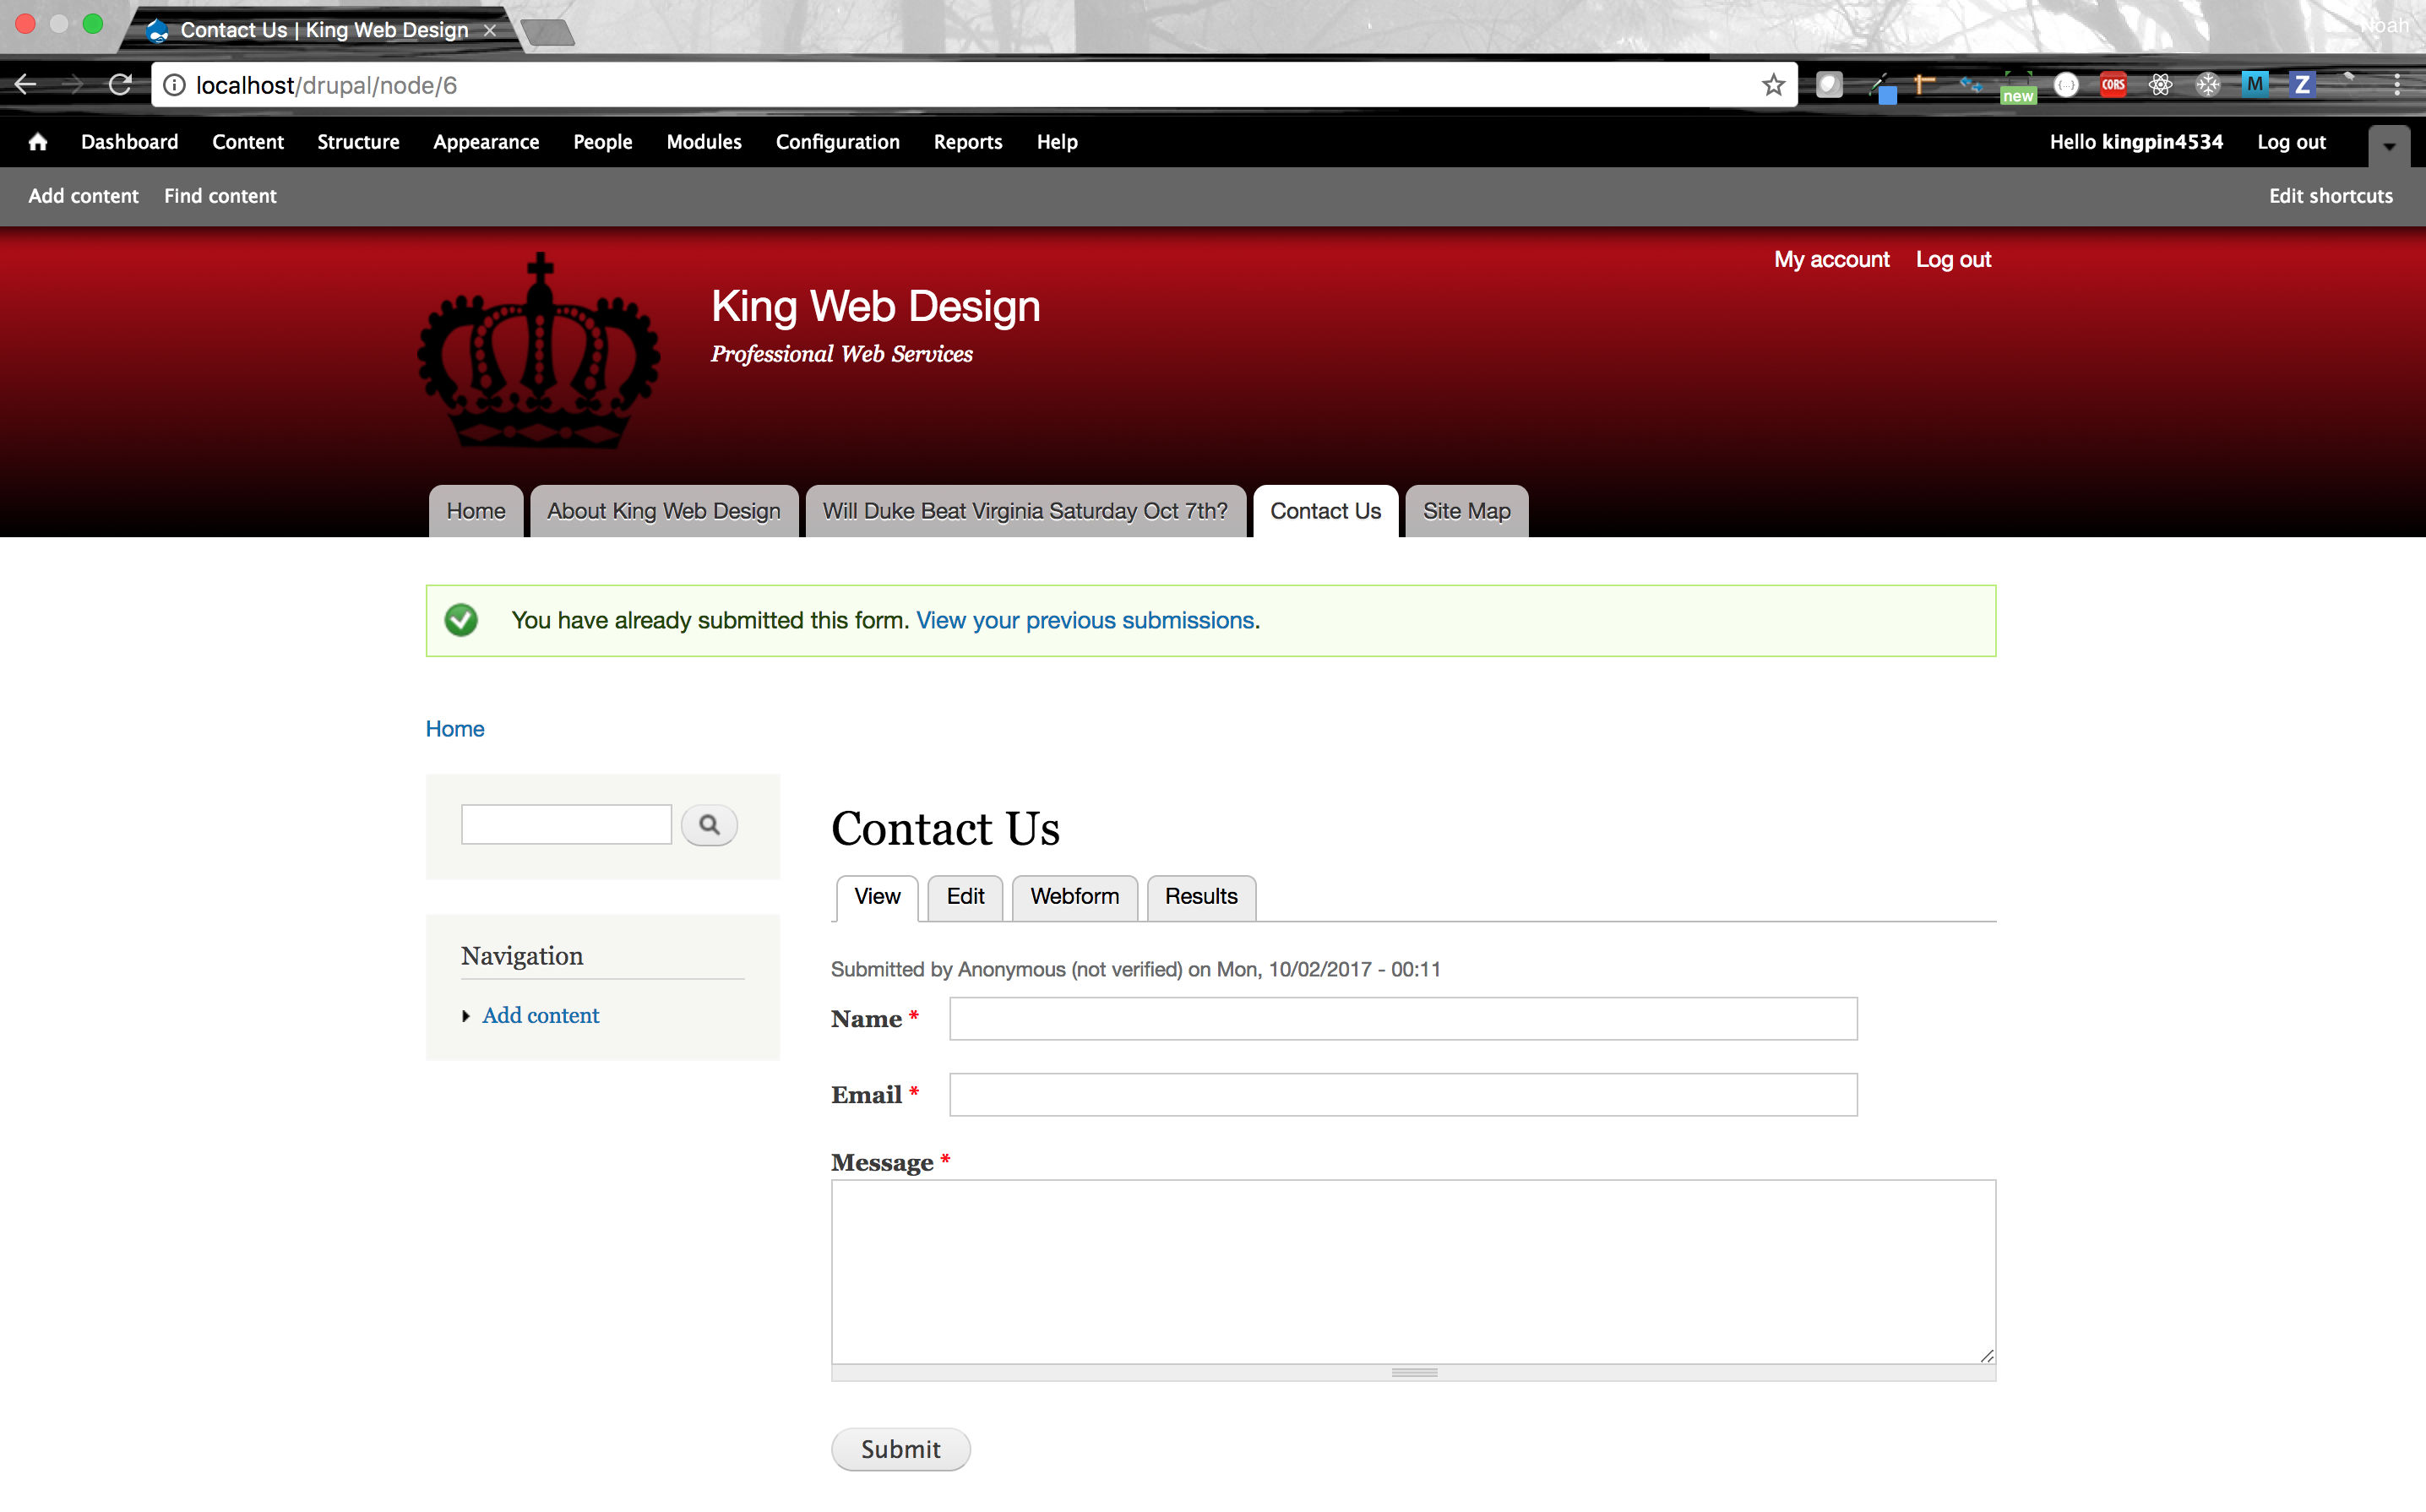 Contact Us | King Web Design
Noah
localhost/drupal/node/6
new
CORS
M
Z
Dashboard Content Structure Appearance People Modules Configuration Reports Help Hello kingpin4534 Log out
Add content Find content Edit shortcuts
My account Log out
King Web Design
Professional Web Services
Home About King Web Design Will Duke Beat Virginia Saturday Oct 7th? Contact Us Site Map
You have already submitted this form. View your previous submissions.
Home
Contact Us
View Edit Webform Results
Navigation
Add content
Submitted by Anonymous (not verified) on Mon, 10/02/2017 - 00:11
Name *
Email *
Message *
Submit